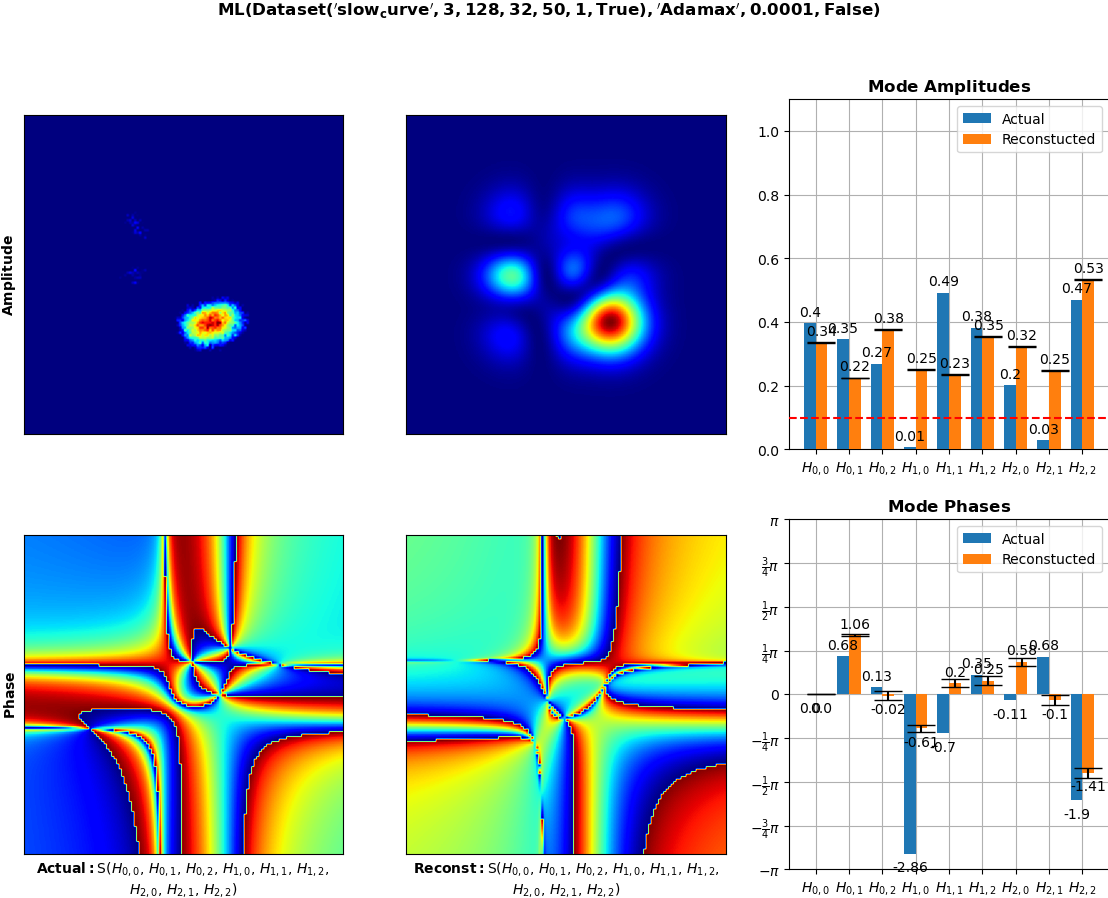 ML(Dataset('slow_curve', 3, 128, 32, 50, 1, True), 'Adamax', 0.0001, False)
Amplitude
Mode Amplitudes
Actual
Reconstucted
1.0
0.8
0.6
0.4
0.2
0.0
0.4
0.34
0.35
0.22
0.27
0.38
0.01
0.25
0.49
0.23
0.38
0.35
0.2
0.32
0.03
0.25
0.47
0.53
H0,0 H0,1 H0,2 H1,0 H1,1 H1,2 H2,0 H2,1 H2,2
Phase
Actual: S(H0,0, H0,1, H0,2, H1,0, H1,1, H1,2,
H2,0, H2,1, H2,2)
Reconst: S(H0,0, H0,1, H0,2, H1,0, H1,1, H1,2,
H2,0, H2,1, H2,2)
Mode Phases
Actual
Reconstucted
π
3/4π
1/2π
1/4π
0
−1/4π
−1/2π
−3/4π
−π
0.0
0.0
0.68
1.06
0.13
-0.02
-2.86
-0.61
-0.7
0.2
0.35
0.25
-0.11
0.58
0.68
-0.1
-1.9
-1.41
H0,0 H0,1 H0,2 H1,0 H1,1 H1,2 H2,0 H2,1 H2,2